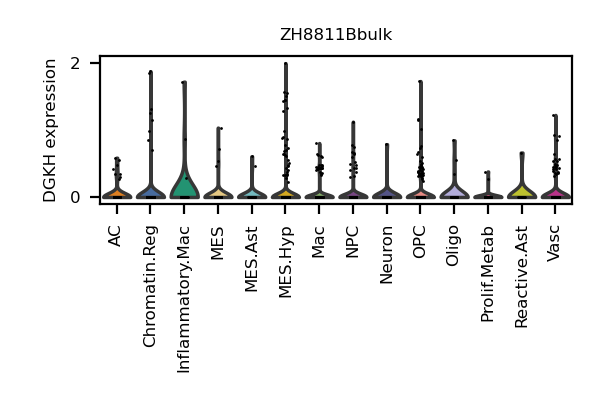 ZH8811Bbulk
DGKH expression
2
0
AC
Chromatin.Reg
Inflammatory.Mac
MES
MES.Ast
MES.Hyp
Mac
NPC
Neuron
OPC
Oligo
Prolif.Metab
Reactive.Ast
Vasc